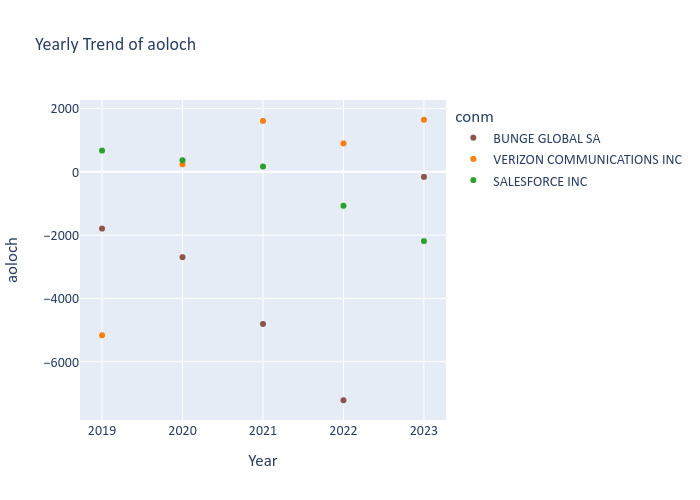 Yearly Trend of aoloch
conm
BUNGE GLOBAL SA
VERIZON COMMUNICATIONS INC
SALESFORCE INC
2000
0
−2000
−4000
−6000
aoloch
2019
2020
2021
2022
2023
Year